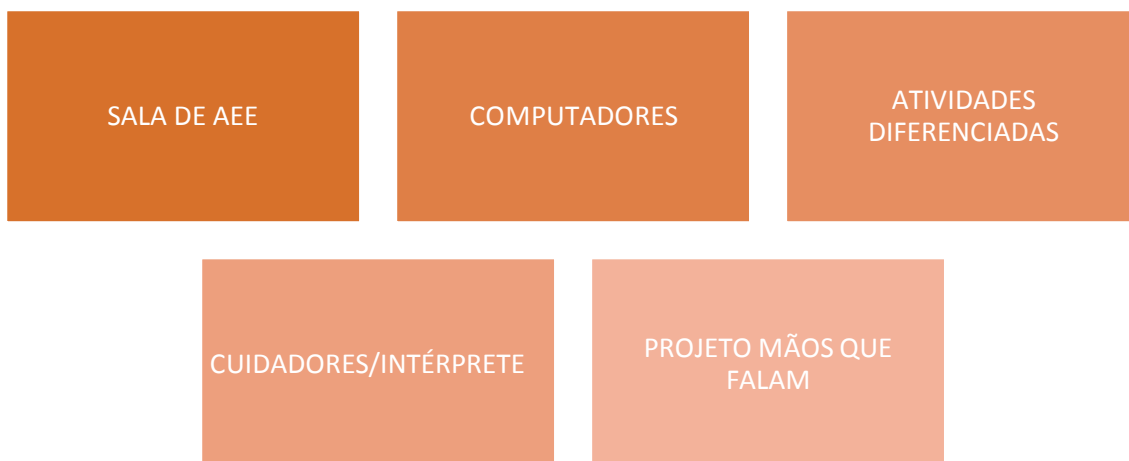 SALA DE AEE
COMPUTADORES
ATIVIDADES
DIFERENCIADAS
CUIDADORES/INTÉRPRETE
PROJETO MÃOS QUE
FALAM